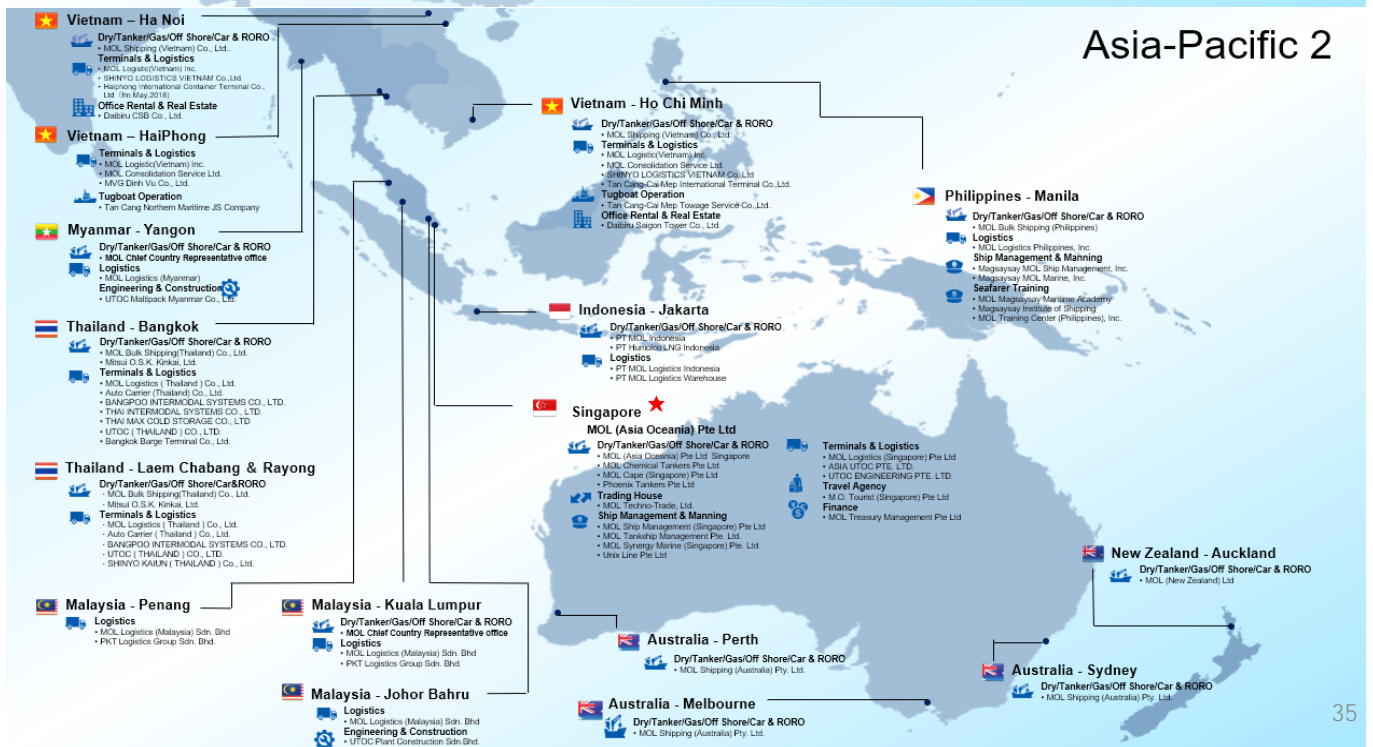 Asia-Pacific 2
Vietnam – Ha Noi
Dry/Tanker/Gas/Off Shore/Car & RORO
• MOL Shipping (Vietnam) Co., Ltd..
Terminals & Logistics
• MOL Logistic(Vietnam) Inc.
• SHINYO LOGISTICS VIETNAM Co.,Ltd.
• Haiphong International Container Terminal Co.,
Ltd (fm May,2018)
Office Rental & Real Estate
• Daibiru CSB Co., Ltd.
Vietnam – HaiPhong
Terminals & Logistics
• MOL Logistic(Vietnam) Inc.
• MOL Consolidation Service Ltd.
• MVG Dinh Vu Co., Ltd.
Tugboat Operation
• Tan Cang Northern Maritime JS Company
Myanmar - Yangon
Dry/Tanker/Gas/Off Shore/Car & RORO
• MOL Chief Country Representative office
Logistics
• MOL Logistics (Myanmar)
Engineering & Construction
• UTOC Maltipack Myanmar Co., Ltd.
Thailand - Bangkok
Dry/Tanker/Gas/Off Shore/Car & RORO
• MOL Bulk Shipping(Thailand) Co., Ltd.
• Mitsui O.S.K. Kinkai, Ltd.
Terminals & Logistics
• MOL Logistics ( Thailand ) Co., Ltd.
• Auto Carrier (Thailand) Co., Ltd.
• BANGPOO INTERMODAL SYSTEMS CO., LTD.
• THAI INTERMODAL SYSTEMS CO., LTD.
• THAI MAX COLD STORAGE CO., LTD
• UTOC ( THAILAND ) CO., LTD.
• Bangkok Barge Terminal Co., Ltd.
Thailand - Laem Chabang & Rayong
Dry/Tanker/Gas/Off Shore/Car&RORO
· MOL Bulk Shipping(Thailand) Co., Ltd.
· Mitsui O.S.K. Kinkai, Ltd.
Terminals & Logistics
· MOL Logistics ( Thailand ) Co., Ltd.
· Auto Carrier ( Thailand ) Co., Ltd.
· BANGPOO INTERMODAL SYSTEMS CO., LTD.
· UTOC ( THAILAND ) CO., LTD.
· SHINYO KAIUN ( THAILAND ) Co., Ltd.
Malaysia - Penang
Logistics
• MOL Logistics (Malaysia) Sdn. Bhd
• PKT Logistics Group Sdn. Bhd.
Malaysia - Kuala Lumpur
Dry/Tanker/Gas/Off Shore/Car & RORO
• MOL Chief Country Representative office
Logistics
• MOL Logistics (Malaysia) Sdn. Bhd
• PKT Logistics Group Sdn. Bhd.
Malaysia - Johor Bahru
Logistics
• MOL Logistics (Malaysia) Sdn. Bhd
Engineering & Construction
• UTOC Plant Construction Sdn.Bhd.
Vietnam - Ho Chi Minh
Dry/Tanker/Gas/Off Shore/Car & RORO
• MOL Shipping (Vietnam) Co., Ltd.
Terminals & Logistics
• MOL Logistic(Vietnam) Inc.
• MOL Consolidation Service Ltd.
• SHINYO LOGISTICS VIETNAM Co.,Ltd
• Tan Cang-Cai Mep International Terminal Co.,Ltd.
Tugboat Operation
• Tan Cang-Cai Mep Towage Service Co.,Ltd.
Office Rental & Real Estate
• Daibiru Saigon Tower Co., Ltd.
Philippines - Manila
Dry/Tanker/Gas/Off Shore/Car & RORO
• MOL Bulk Shipping (Philippines)
Logistics
• MOL Logistics Philippines, Inc.
Ship Management & Manning
• Magsaysay MOL Ship Management, Inc.
• Magsaysay MOL Marine, Inc.
Seafarer Training
• MOL Magsaysay Maritime Academy
• Magsaysay Institute of Shipping
• MOL Training Center (Philippines), Inc.
Indonesia - Jakarta
Dry/Tanker/Gas/Off Shore/Car & RORO
• PT MOL Indonesia
• PT Humolco LNG Indonesia
Logistics
• PT MOL Logistics Indonesia
• PT MOL Logistics Warehouse
Singapore
MOL (Asia Oceania) Pte Ltd
Dry/Tanker/Gas/Off Shore/Car & RORO
• MOL (Asia Oceania) Pte Ltd Singapore
• MOL Chemical Tankers Pte Ltd
• MOL Cape (Singapore) Pte Ltd
• Phoenix Tankers Pte Ltd
Trading House
• MOL Techno-Trade, Ltd.
Ship Management & Manning
• MOL Ship Management (Singapore) Pte Ltd
• MOL Tankship Management Pte. Ltd.
• MOL Synergy Marine (Singapore) Pte. Ltd
• Unix Line Pte Ltd
Terminals & Logistics
• MOL Logistics (Singapore) Pte Ltd
• ASIA UTOC PTE. LTD.
• UTOC ENGINEERING PTE. LTD.
Travel Agency
• M.O. Tourist (Singapore) Pte Ltd
Finance
• MOL Treasury Management Pte Ltd
New Zealand - Auckland
Dry/Tanker/Gas/Off Shore/Car & RORO
• MOL (New Zealand) Ltd
Australia - Perth
Dry/Tanker/Gas/Off Shore/Car & RORO
• MOL Shipping (Australia) Pty. Ltd.
Australia - Sydney
Dry/Tanker/Gas/Off Shore/Car & RORO
• MOL Shipping (Australia) Pty. Ltd.
Australia - Melbourne
Dry/Tanker/Gas/Off Shore/Car & RORO
• MOL Shipping (Australia) Pty. Ltd.
35